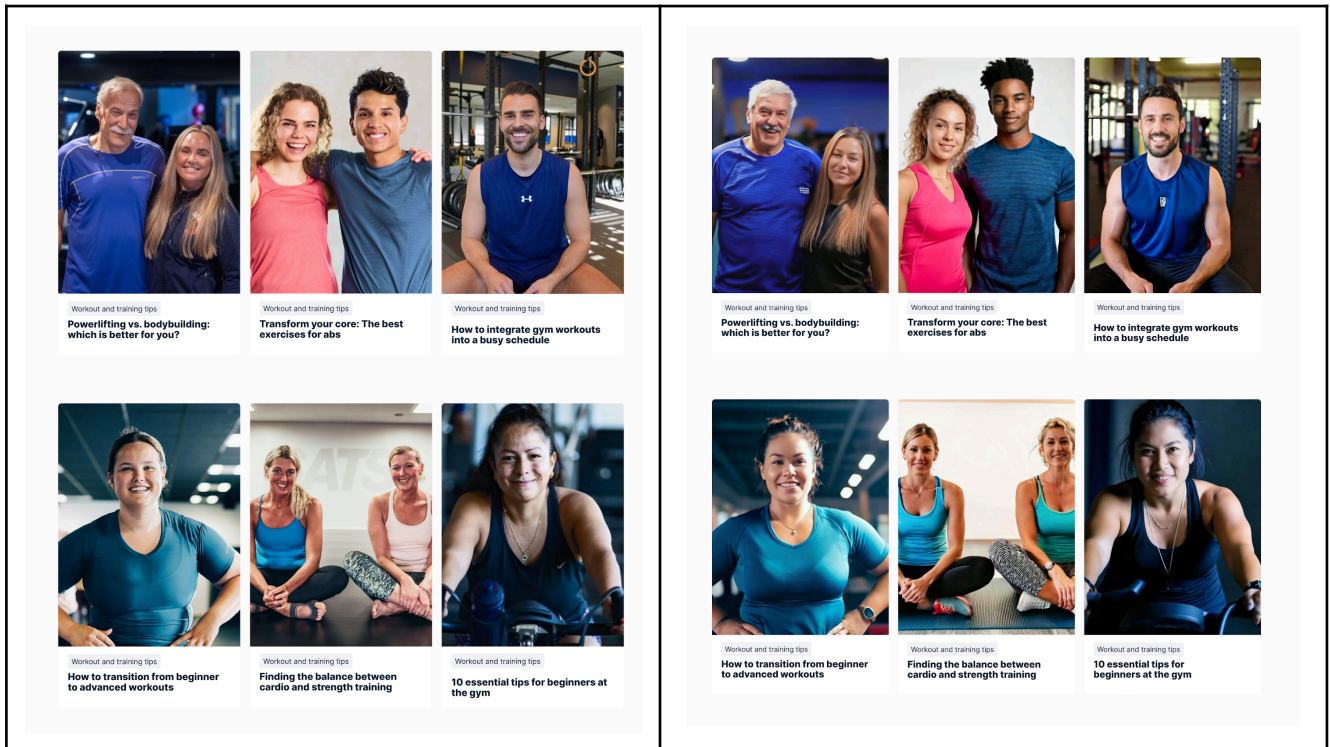 Workout and training tips
Powerlifting vs. bodybuilding:
which is better for you?
Workout and training tips
Transform your core: The best
exercises for abs
Workout and training tips
How to integrate gym workouts
into a busy schedule
Workout and training tips
How to transition from beginner
to advanced workouts
Workout and training tips
Finding the balance between
cardio and strength training
Workout and training tips
10 essential tips for beginners at
the gym
Workout and training tips
Powerlifting vs. bodybuilding:
which is better for you?
Workout and training tips
Transform your core: The best
exercises for abs
Workout and training tips
How to integrate gym workouts
into a busy schedule
Workout and training tips
How to transition from beginner
to advanced workouts
Workout and training tips
Finding the balance between
cardio and strength training
Workout and training tips
10 essential tips for
beginners at the gym